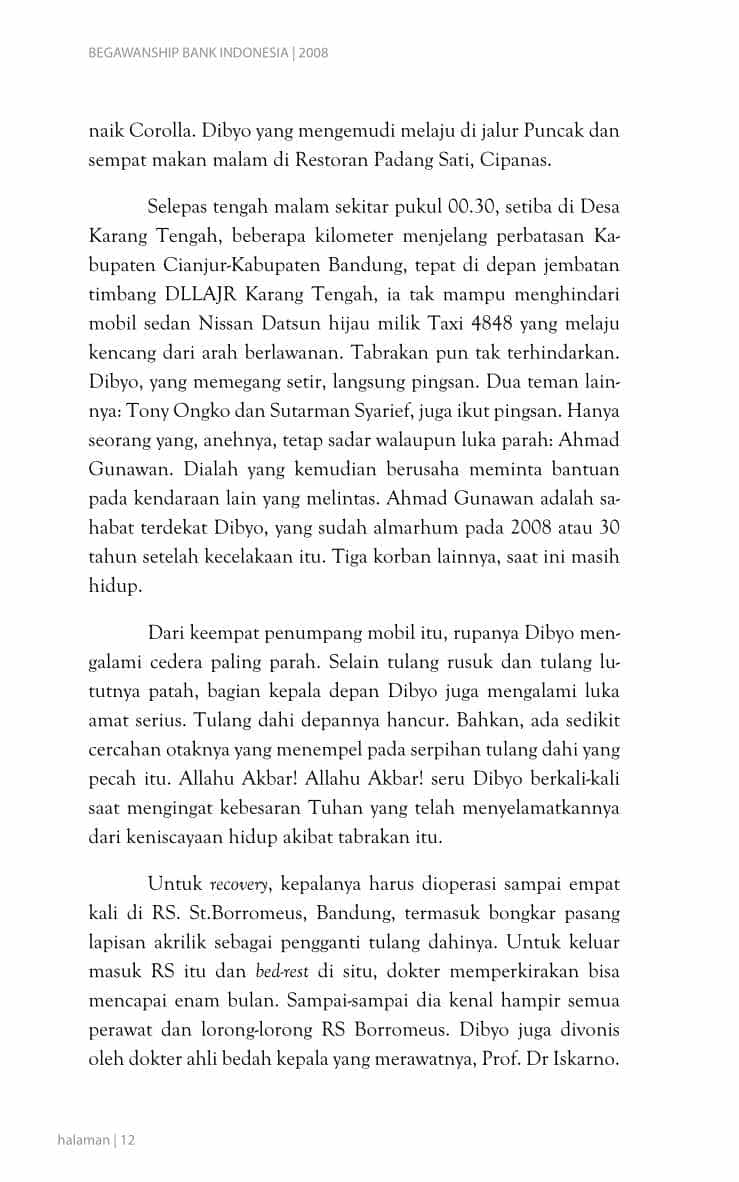 BEGAWANSHIP BANK INDONESIA | 2008
naik Corolla. Dibyo yang mengemudi melaju di jalur Puncak dan
sempat makan malam di Restoran Padang Sati, Cipanas.
Selepas tengah malam sekitar pukul 00.30, setiba di Desa
Karang Tengah, beberapa kilometer menjelang perbatasan Ka-
bupaten Cianjur-Kabupaten Bandung, tepat di depan jembatan
timbang DLLAJR Karang Tengah, ia tak mampu menghindari
mobil sedan Nissan Datsun hijau milik Taxi 4848 yang melaju
kencang dari arah berlawanan. Tabrakan pun tak terhindarkan.
Dibyo, yang memegang setir, langsung pingsan. Dua teman lain-
nya: Tony Ongko dan Sutarman Syarief, juga ikut pingsan. Hanya
seorang yang, anehnya, tetap sadar walaupun luka parah: Ahmad
Gunawan. Dialah yang kemudian berusaha meminta bantuan
pada kendaraan lain yang melintas. Ahmad Gunawan adalah sa-
habat terdekat Dibyo, yang sudah almarhum pada 2008 atau 30
tahun setelah kecelakaan itu. Tiga korban lainnya, saat ini masih
hidup.
Dari keempat penumpang mobil itu, rupanya Dibyo men-
galami cedera paling parah. Selain tulang rusuk dan tulang lu-
tutnya patah, bagian kepala depan Dibyo juga mengalami luka
amat serius. Tulang dahi depannya hancur. Bahkan, ada sedikit
cercahan otaknya yang menempel pada serpihan tulang dahi yang
pecah itu. Allahu Akbar! Allahu Akbar! seru Dibyo berkali-kali
saat mengingat kebesaran Tuhan yang telah menyelamatkannya
dari keniscayaan hidup akibat tabrakan itu.
Untuk recovery, kepalanya harus dioperasi sampai empat
kali di RS. St.Borromeus, Bandung, termasuk bongkar pasang
lapisan akrilik sebagai pengganti tulang dahinya. Untuk keluar
masuk RS itu dan bed-rest di situ, dokter memperkirakan bisa
mencapai enam bulan. Sampai-sampai dia kenal hampir semua
perawat dan lorong-lorong RS Borromeus. Dibyo juga divonis
oleh dokter ahli bedah kepala yang merawatnya, Prof. Dr Iskarno.
halaman | 12